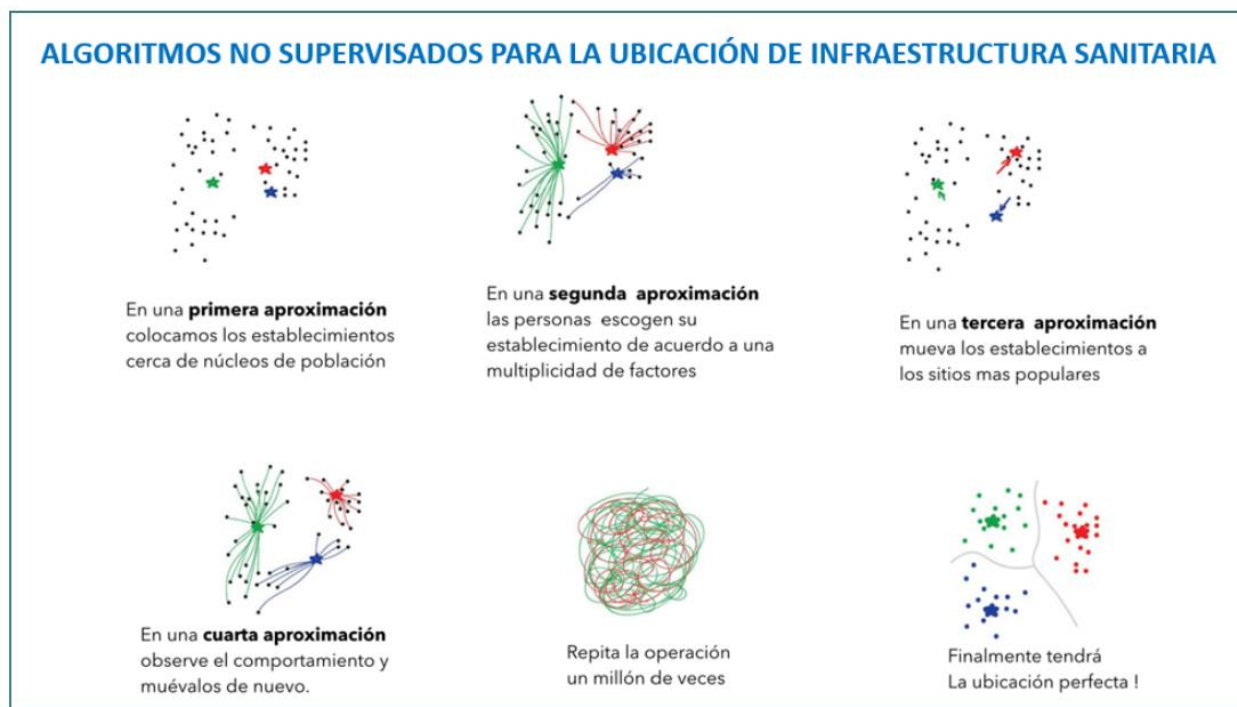 ALGORITMOS NO SUPERVISADOS PARA LA UBICACIÓN DE INFRAESTRUCTURA SANITARIA
En una primera aproximación
colocamos los establecimientos
cerca de núcleos de población
En una segunda aproximación
las personas escogen su
establecimiento de acuerdo a una
multiplicidad de factores
En una tercera aproximación
mueva los establecimientos a
los sitios mas populares
En una cuarta aproximación
observe el comportamiento y
muévalos de nuevo.
Repita la operación
un millón de veces
Finalmente tendrá
La ubicación perfecta !